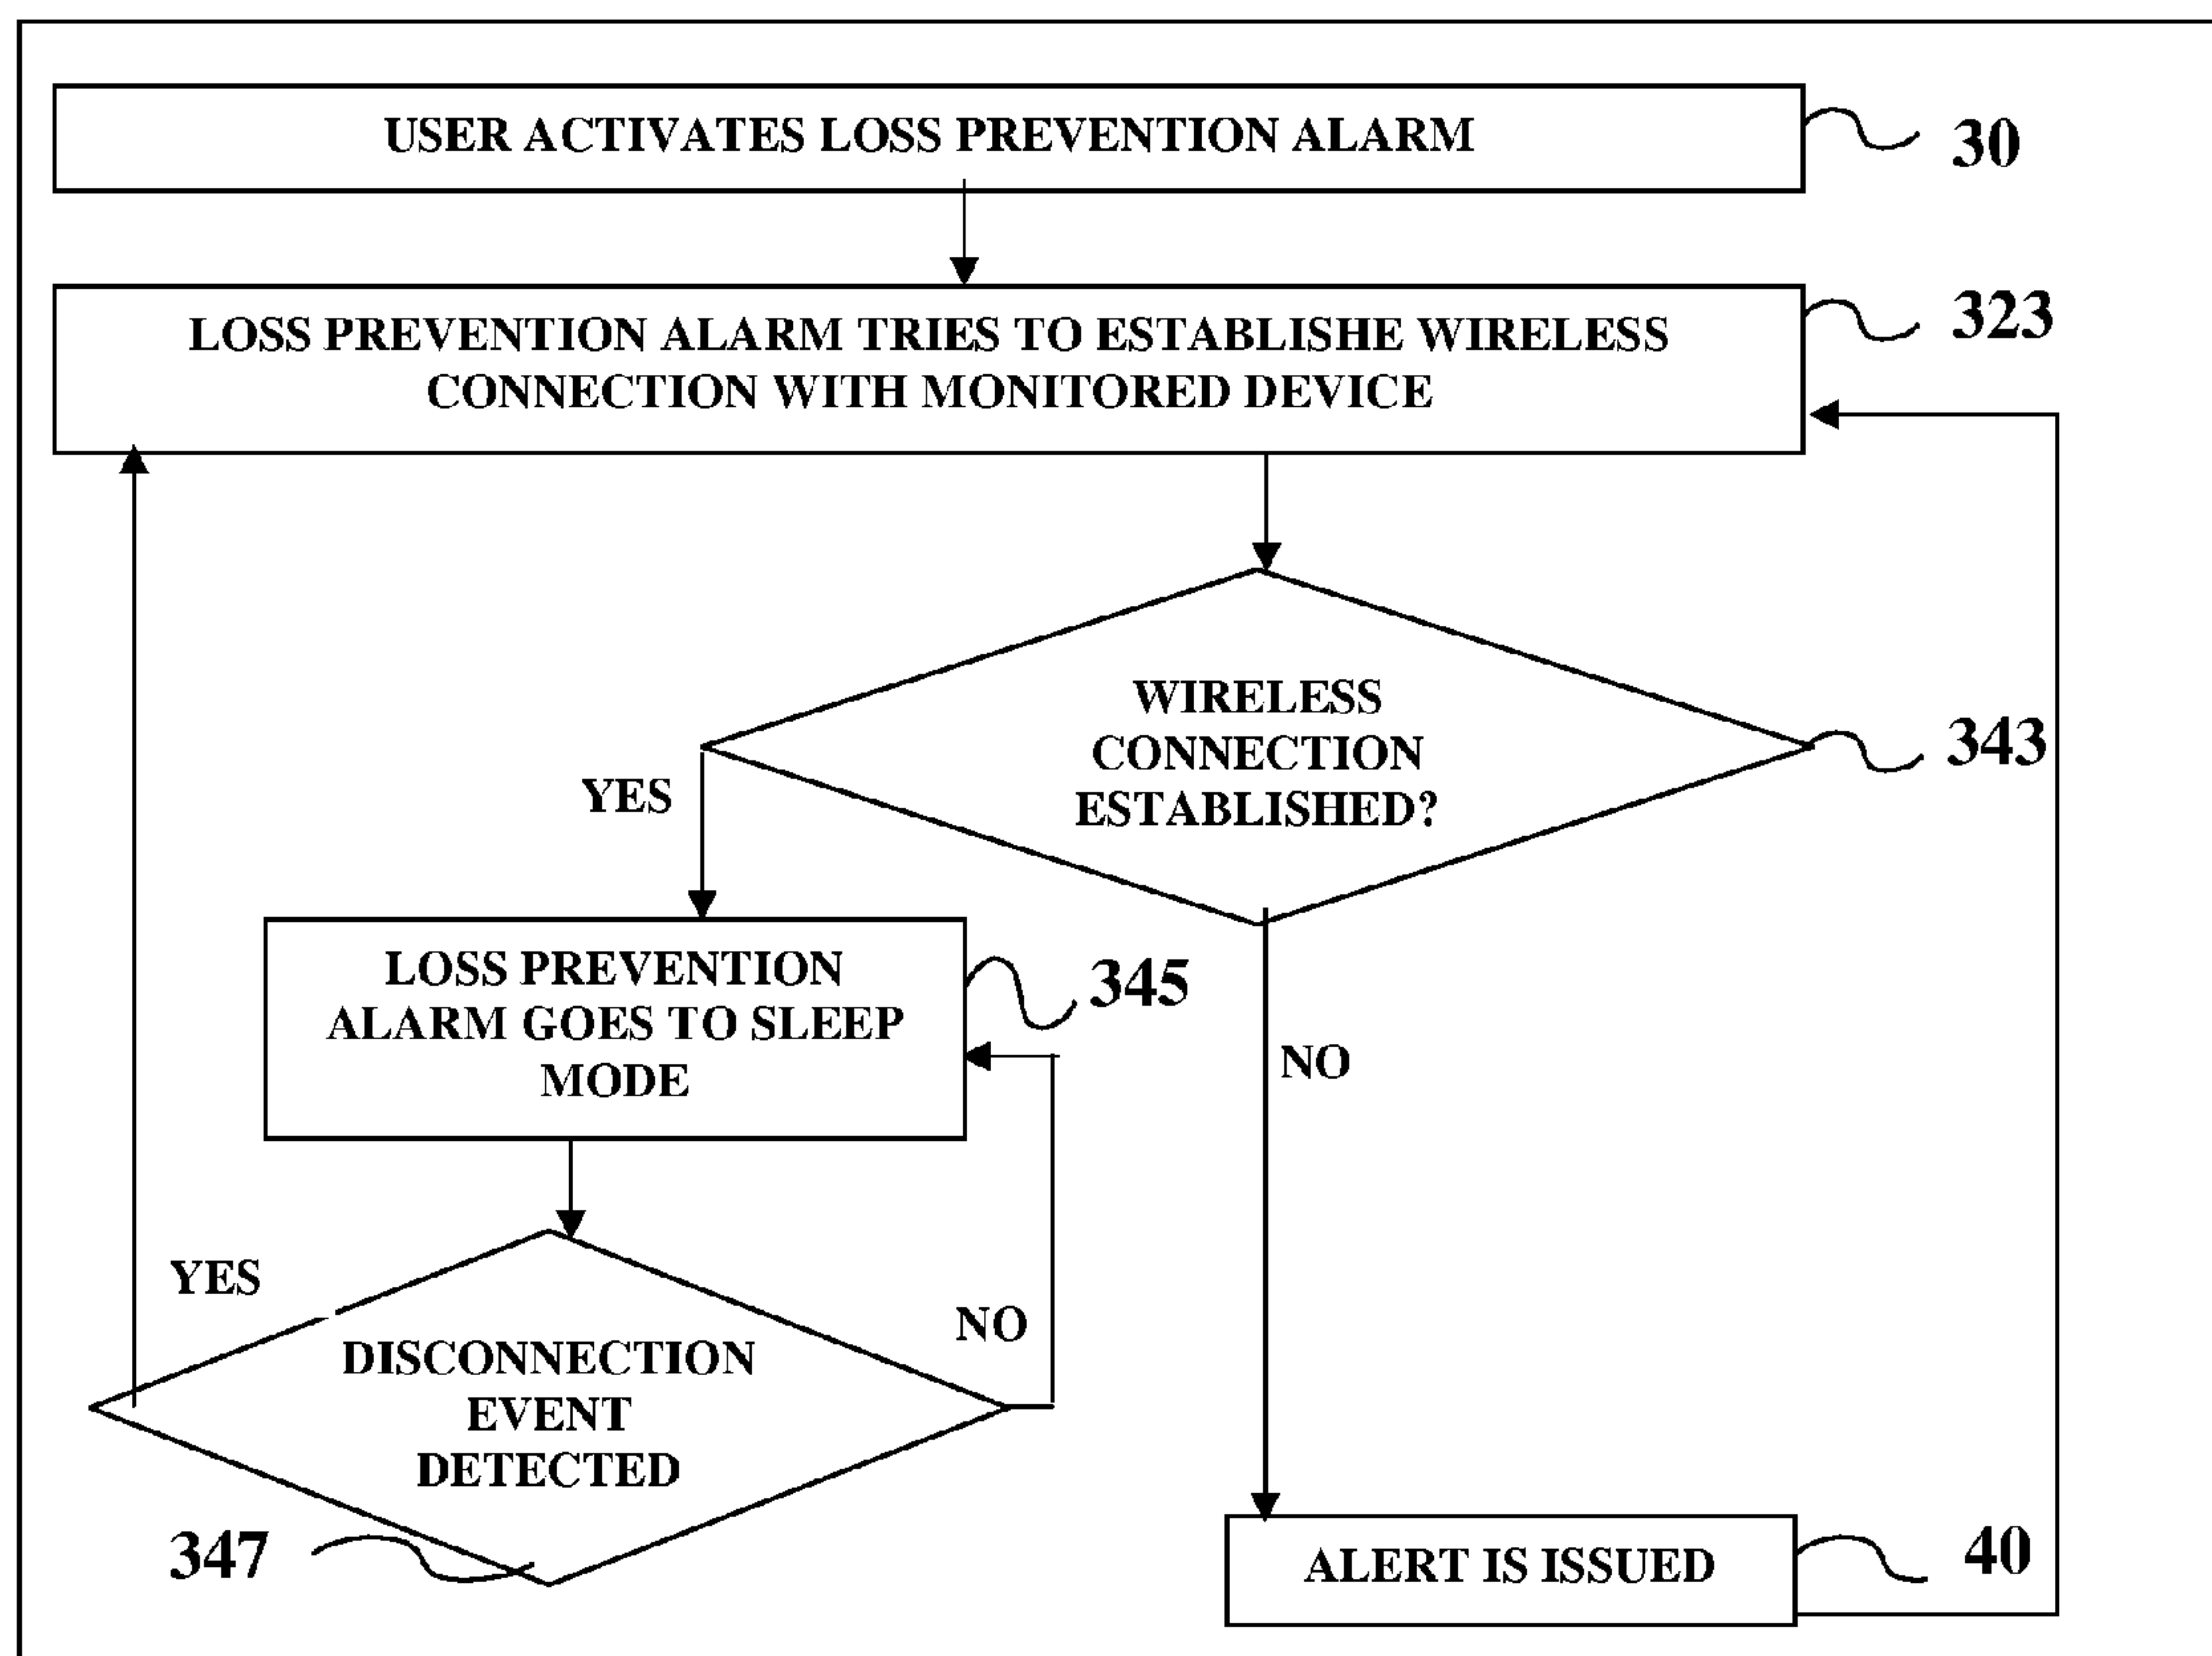 USER ACTIVATES LOSS PREVENTION ALARM
30
LOSS PREVENTION ALARM TRIES TO ESTABLISHE WIRELESS
CONNECTION WITH MONITORED DEVICE
323
WIRELESS
CONNECTION
ESTABLISHED?
343
YES
LOSS PREVENTION
ALARM GOES TO SLEEP
MODE
345
NO
YES
NO
DISCONNECTION
EVENT
DETECTED
347
ALERT IS ISSUED
40